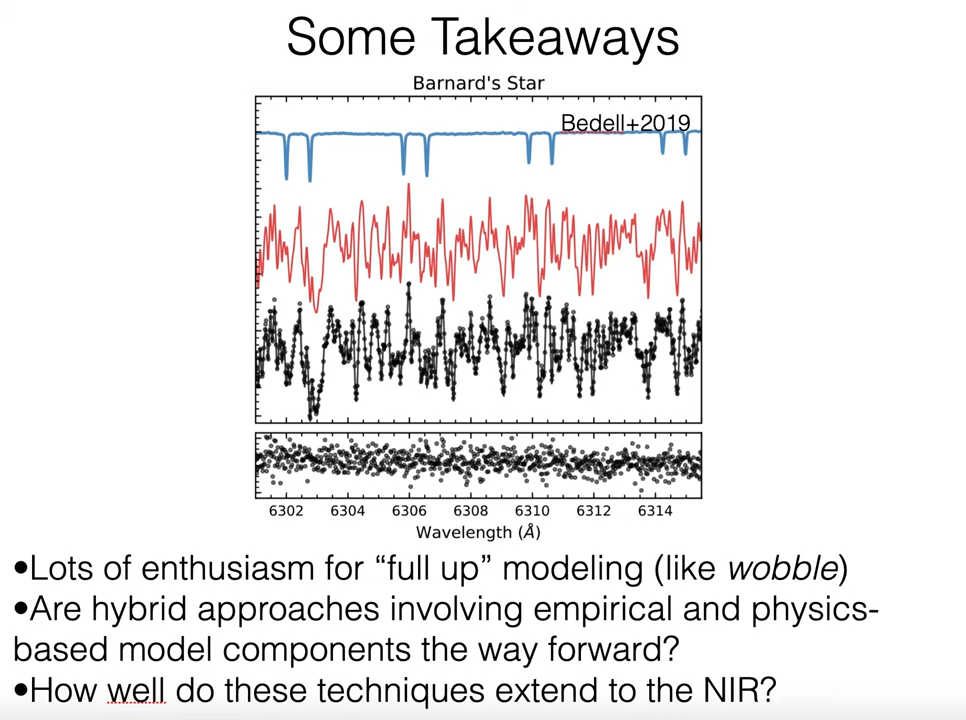 Some Takeaways
Barnard's Star
Bedell+2019
6302 6304 6306 6308 6310 6312 6314
Wavelength (Å)
•Lots of enthusiasm for “full up” modeling (like wobble)
•Are hybrid approaches involving empirical and physics-
based model components the way forward?
•How well do these techniques extend to the NIR?